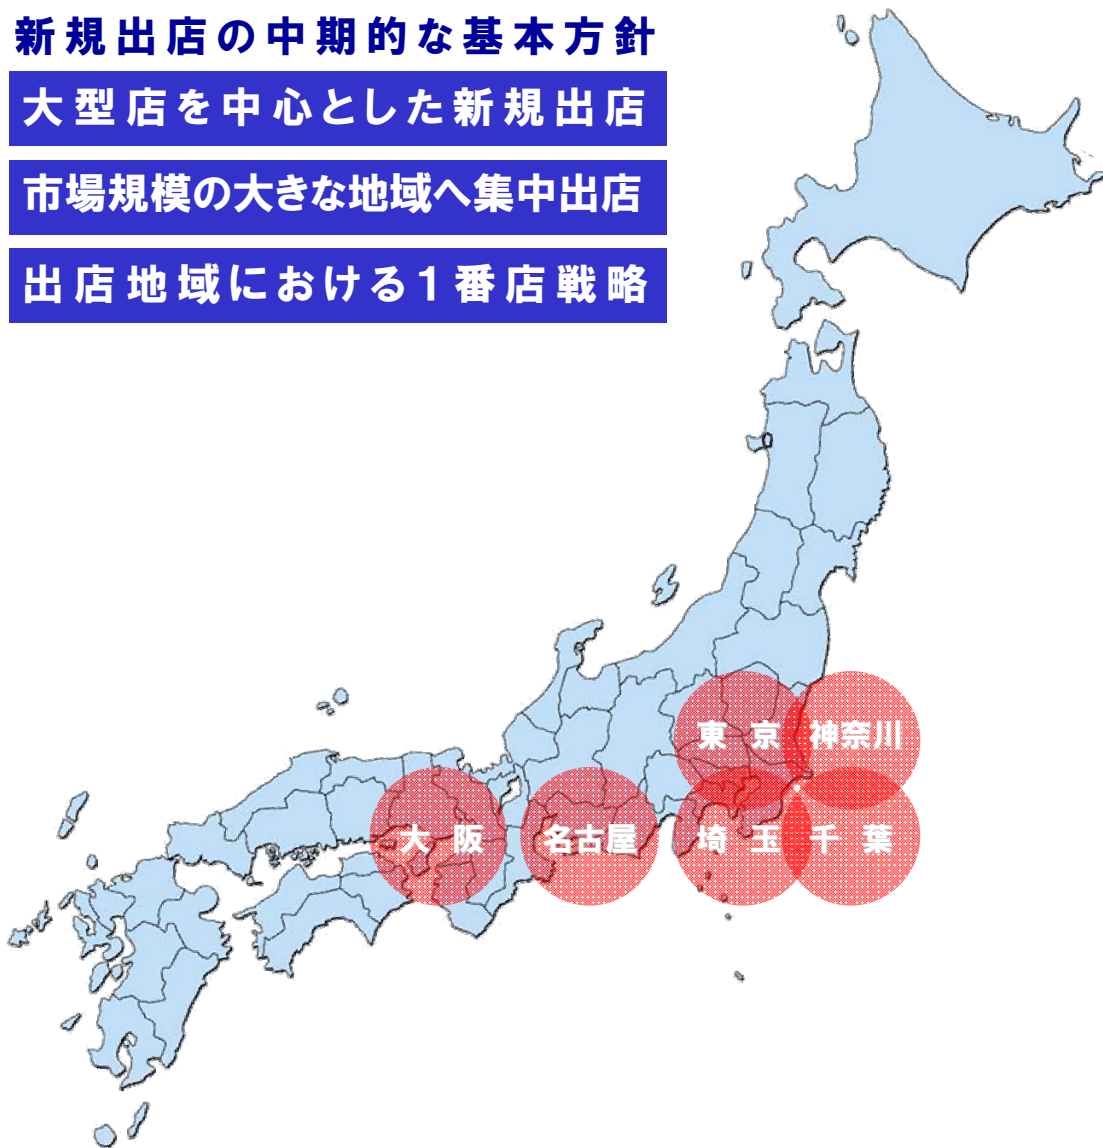 新規出店の中期的な基本方針
大型店を中心とした新規出店
市場規模の大きな地域へ集中出店
出店地域における1番店戦略
東京 神奈川
大阪 名古屋 埼玉 千葉